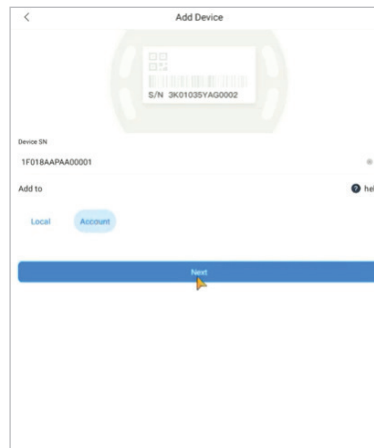 Add Device
S/N 3K01035YAG0002
Device SN
1F018AAPAA00001
Add to
hel
Local
Account
Next